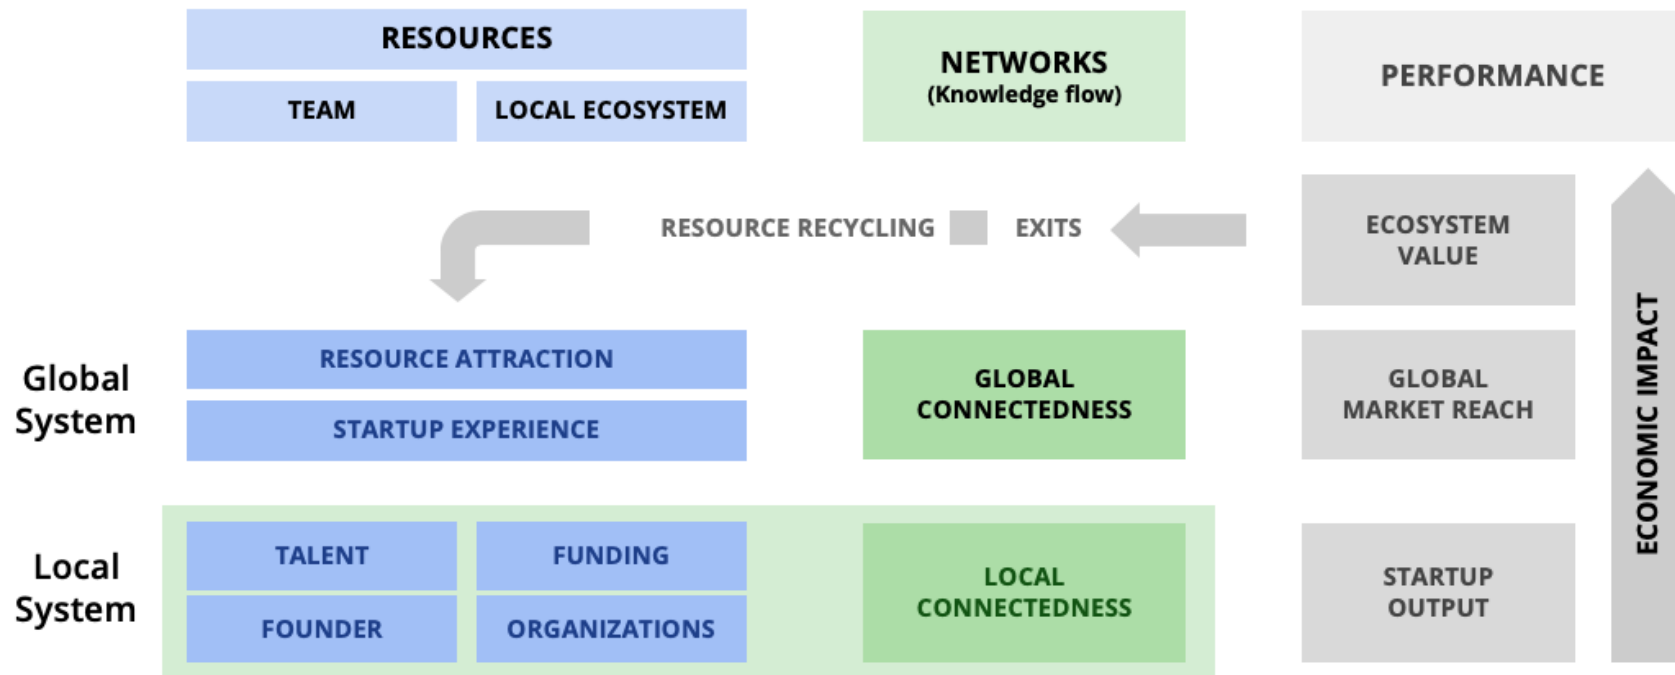 RESOURCES
TEAM
LOCAL ECOSYSTEM
NETWORKS
(Knowledge flow)
PERFORMANCE
RESOURCE RECYCLING
EXITS
ECOSYSTEM
VALUE
Global
System
RESOURCE ATTRACTION
STARTUP EXPERIENCE
GLOBAL
CONNECTEDNESS
GLOBAL
MARKET REACH
ECONOMIC IMPACT
Local
System
TALENT
FUNDING
FOUNDER
ORGANIZATIONS
LOCAL
CONNECTEDNESS
STARTUP
OUTPUT